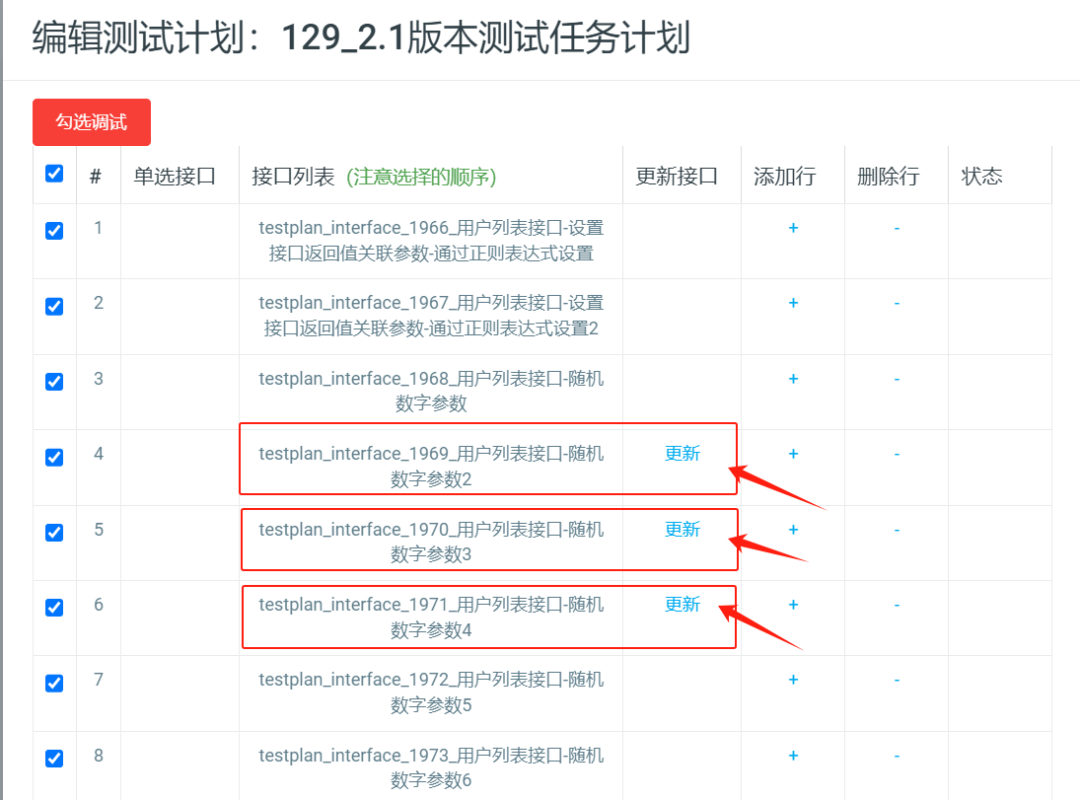 编辑测试计划：129_2.1版本测试任务计划
勾选调试
# 单选接口 接口列表 (注意选择的顺序) 更新接口 添加行 删除行 状态
1 testplan_interface_1966_用户列表接口-设置 + -
接口返回值关联参数-通过正则表达式设置
2 testplan_interface_1967_用户列表接口-设置 + -
接口返回值关联参数-通过正则表达式设置2
3 testplan_interface_1968_用户列表接口-随机 + -
数字参数
4 testplan_interface_1969_用户列表接口-随机 更新 + -
数字参数2
5 testplan_interface_1970_用户列表接口-随机 更新 + -
数字参数3
6 testplan_interface_1971_用户列表接口-随机 更新 + -
数字参数4
7 testplan_interface_1972_用户列表接口-随机 + -
数字参数5
8 testplan_interface_1973_用户列表接口-随机 + -
数字参数6